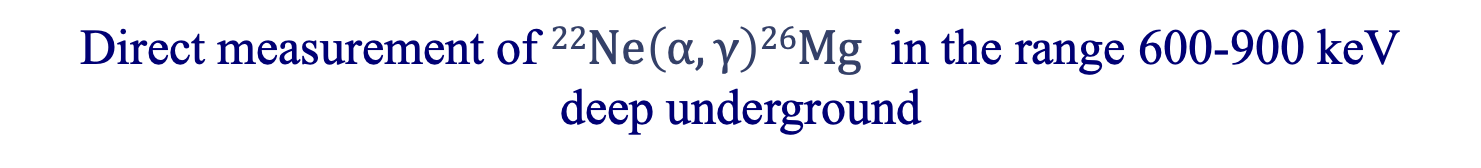 Direct measurement of ²²Ne(α, γ)²⁶Mg in the range 600-900 keV
deep underground